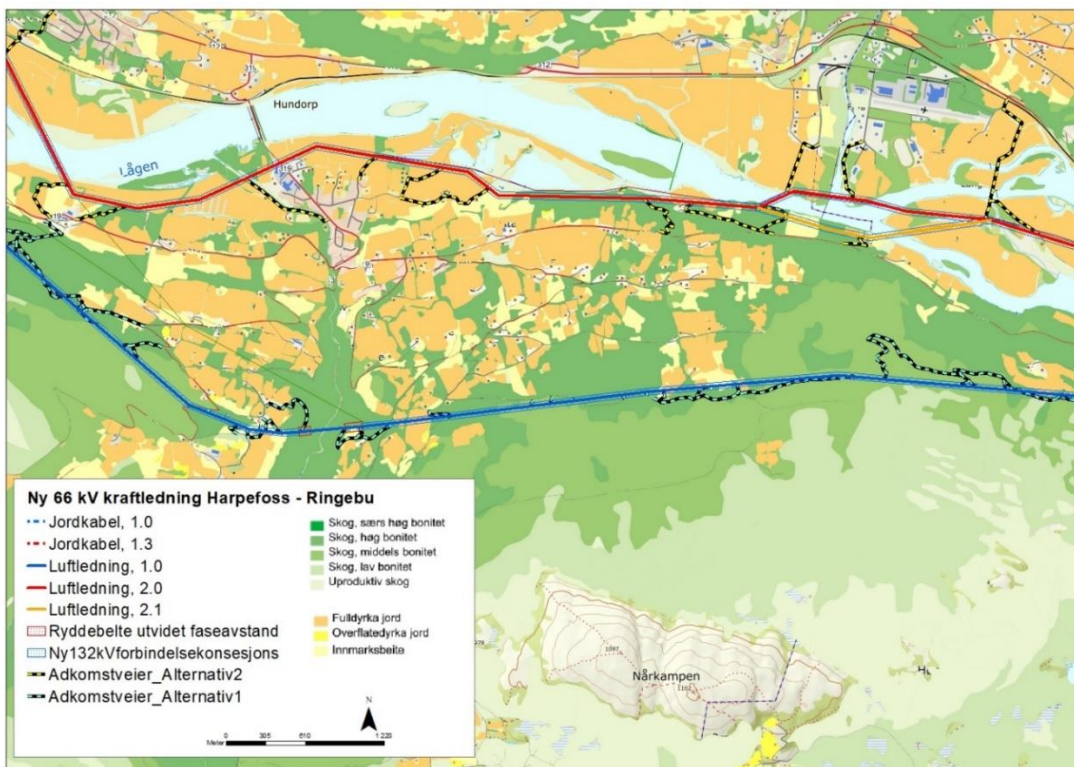 Hundorp
Lågen
Ny 66 kV kraftledning Harpefoss - Ringebu
Jordkabel, 1.0
Jordkabel, 1.3
Luftledning, 1.0
Luftledning, 2.0
Luftledning, 2.1
Ryddebelte utvidet faseavstand
Ny132kVforbindelsekonsesjons
Adkomstveier_Alternativ2
Adkomstveier_Alternativ1
Skog, særs høg bonitet
Skog, høg bonitet
Skog, middels bonitet
Skog, lav bonitet
Uproduktiv skog
Fulldyrka jord
Overflatedyrka jord
Innmarksbeite
N
Meter
0 305 610 1.220
Nårkampen